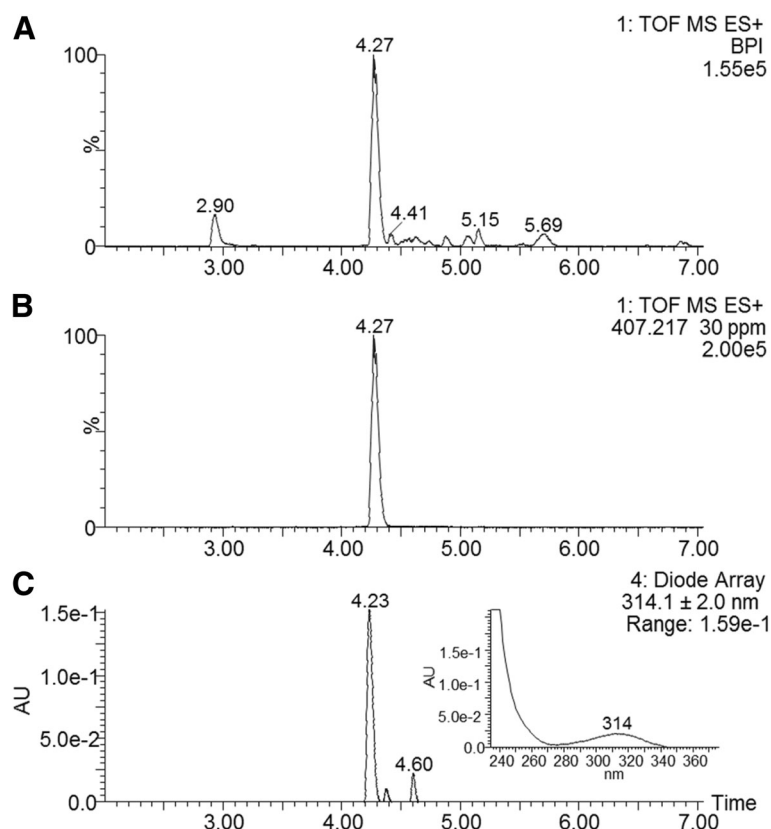 A
1: TOF MS ES+
BPI
1.55e5
100
%
0
4.27
2.90
4.41
5.15
5.69
3.00 4.00 5.00 6.00 7.00
B
1: TOF MS ES+
407.217 30 ppm
2.00e5
100
%
0
4.27
3.00 4.00 5.00 6.00 7.00
C
4: Diode Array
314.1 ± 2.0 nm
Range: 1.59e-1
1.5e-1
1.0e-1
5.0e-2
0.0
AU
4.23
4.60
AU
1.5e-1
1.0e-1
5.0e-2
0.0
314
240 260 280 300 320 340 360
nm
Time
3.00 4.00 5.00 6.00 7.00